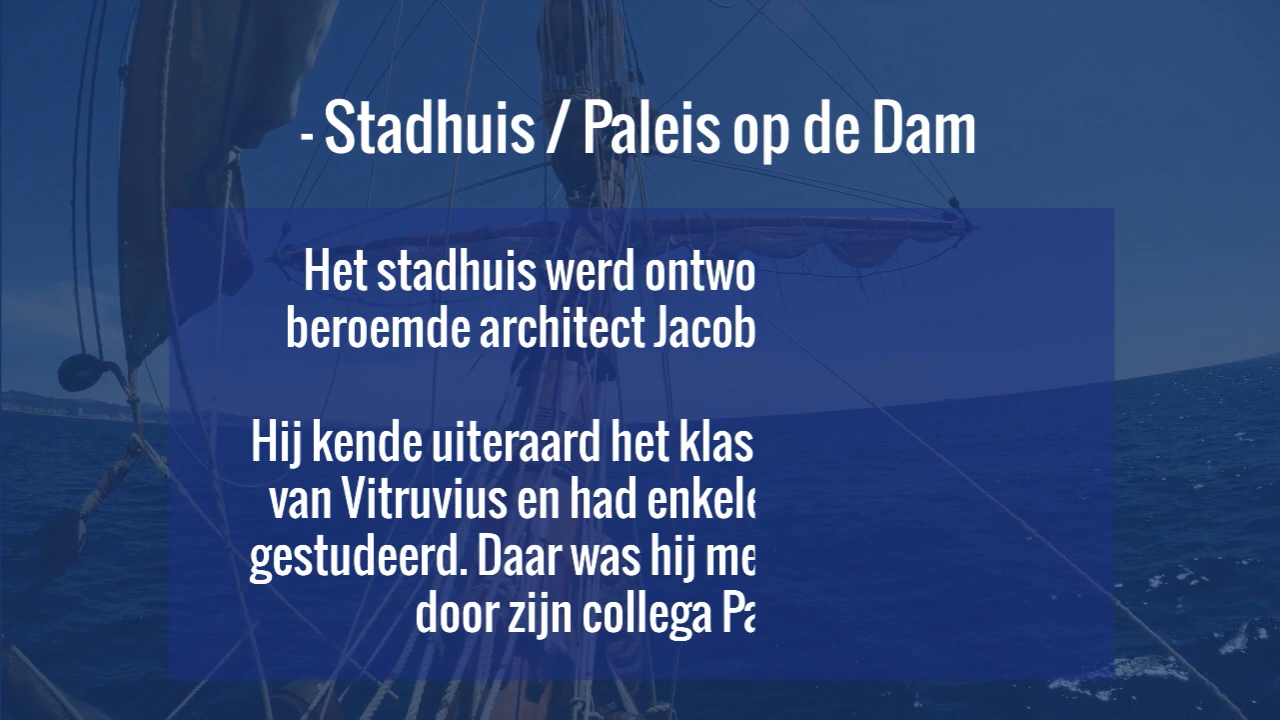 - Stadhuis / Paleis op de Dam
Het stadhuis werd ontwo
beroemde architect Jacob
Hij kende uiteraard het klas
van Vitruvius en had enkele
gestudeerd. Daar was hij me
door zijn collega Pa